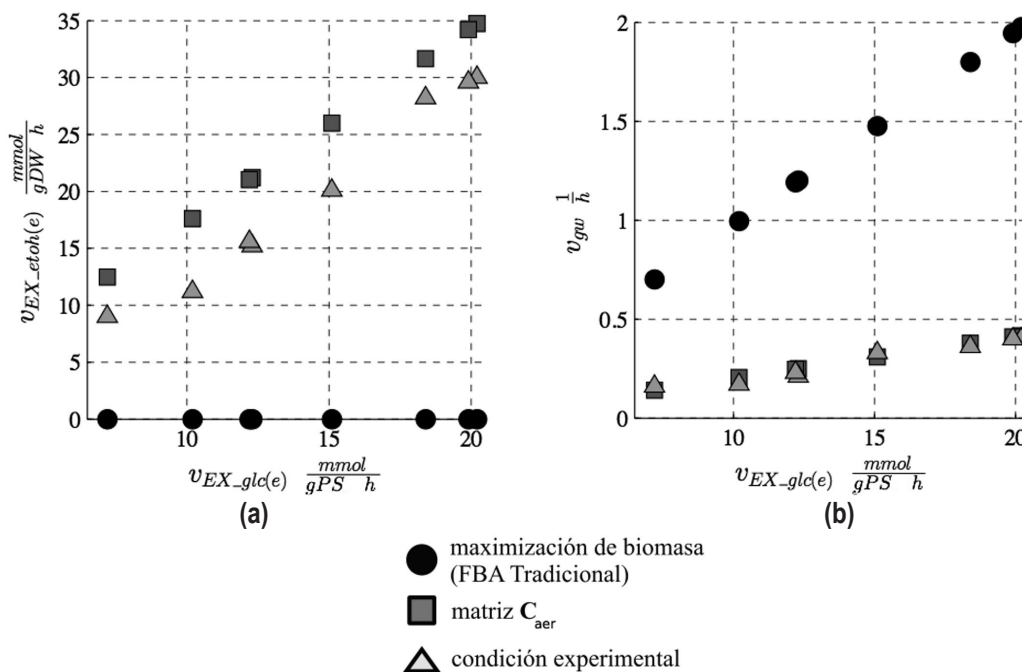 35
30
25
20
15
10
5
0
v_EX_etoh(e) mmol/gDW h
10 15 20
v_EX_glc(e) mmol/gPS h
(a)
2
1.5
1
0.5
0
v_gw 1/h
10 15 20
v_EX_glc(e) mmol/gPS h
(b)
maximización de biomasa
(FBA Tradicional)
matriz C_aer
condición experimental